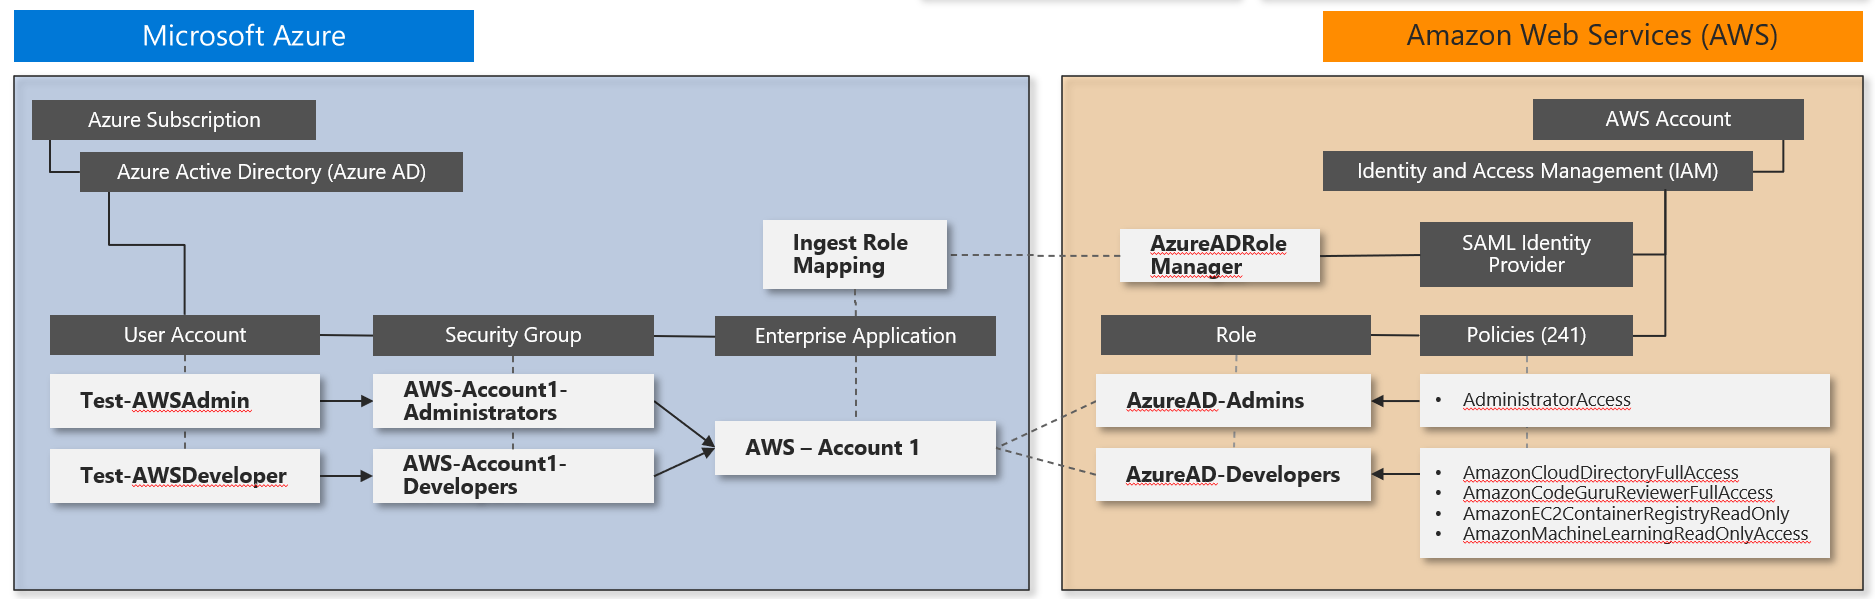 Microsoft Azure
Amazon Web Services (AWS)
Azure Subscription
Azure Active Directory (Azure AD)
Ingest Role
Mapping
User Account
Security Group
Enterprise Application
Test-AWSAdmin
AWS-Account1-
Administrators
Test-AWSDeveloper
AWS-Account1-
Developers
AWS – Account 1
AWS Account
Identity and Access Management (IAM)
AzureADRole
Manager
SAML Identity
Provider
Role
Policies (241)
AzureAD-Admins
• AdministratorAccess
AzureAD-Developers
• AmazonCloudDirectoryFullAccess
• AmazonCodeGuruReviewerFullAccess
• AmazonEC2ContainerRegistryReadOnly
• AmazonMachineLearningReadOnlyAccess